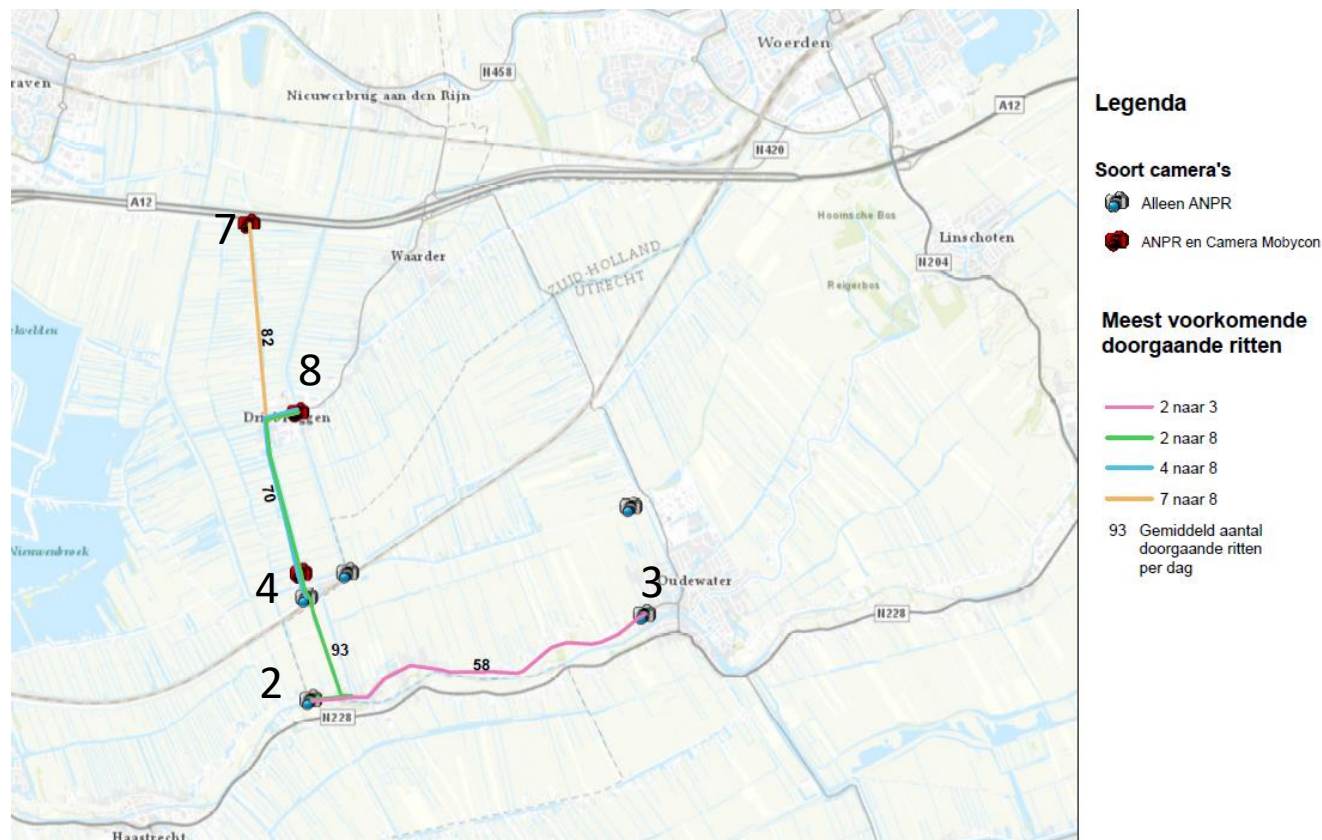 Woerden
N458
raven
Nieuwerbrug aan den Rijn
A12
N420
A12
7
Hooinsche Bos
Linschoten
Waarder
ZUID-HOLLAND
UTRECHT
N204
Reigerbos
82
8
70
4
3
Oudewater
N228
93
58
2
N228
Haastrecht
Legenda
Soort camera's
Alleen ANPR
ANPR en Camera Mobycon
Meest voorkomende
doorgaande ritten
2 naar 3
2 naar 8
4 naar 8
7 naar 8
93 Gemiddeld aantal
doorgaande ritten
per dag